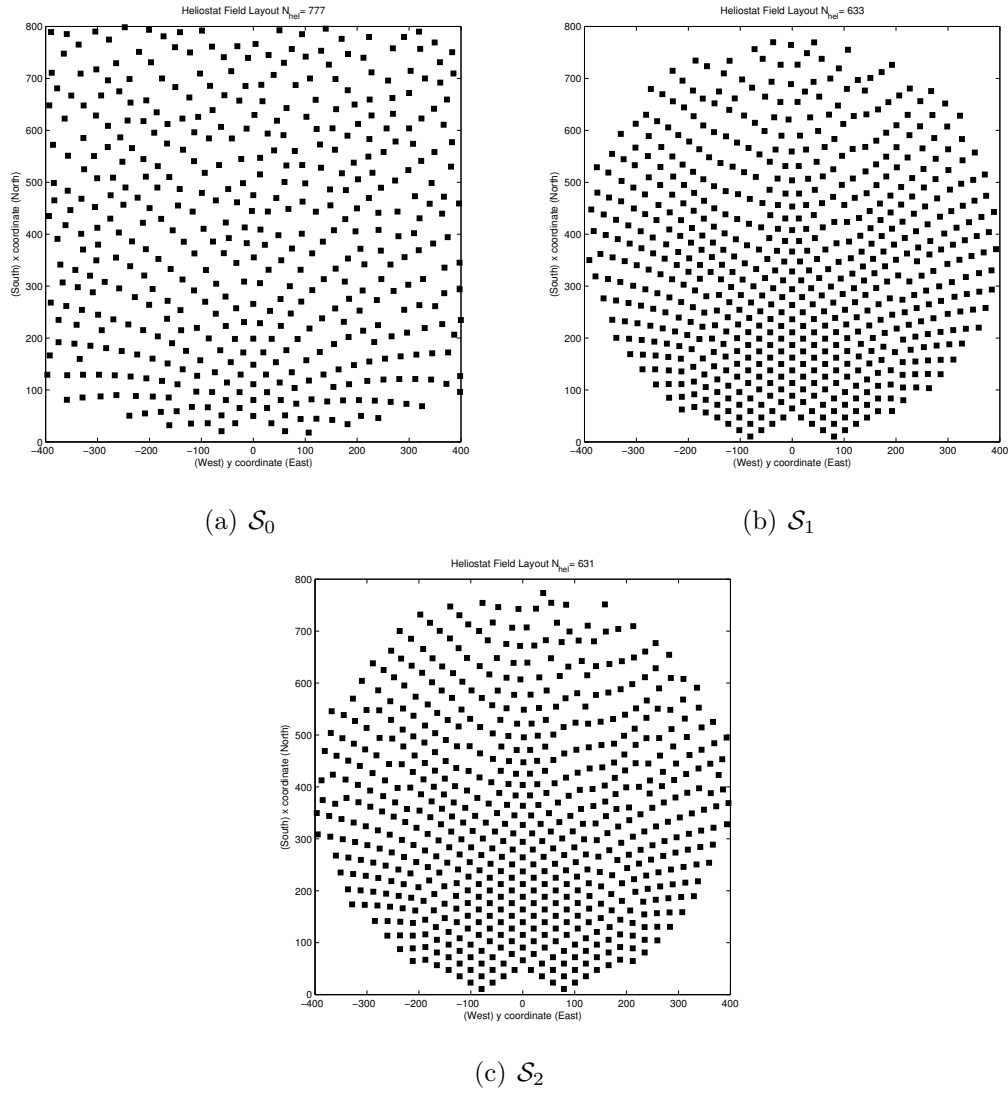 Heliostat Field Layout Nhel= 777
800
700
600
500
400
300
200
100
0
(South) x coordinate (North)
−400 −300 −200 −100 0 100 200 300 400
(West) y coordinate (East)
(a) S0
Heliostat Field Layout Nhel= 633
800
700
600
500
400
300
200
100
0
(South) x coordinate (North)
−400 −300 −200 −100 0 100 200 300 400
(West) y coordinate (East)
(b) S1
Heliostat Field Layout Nhel= 631
800
700
600
500
400
300
200
100
0
(South) x coordinate (North)
−400 −300 −200 −100 0 100 200 300 400
(West) y coordinate (East)
(c) S2